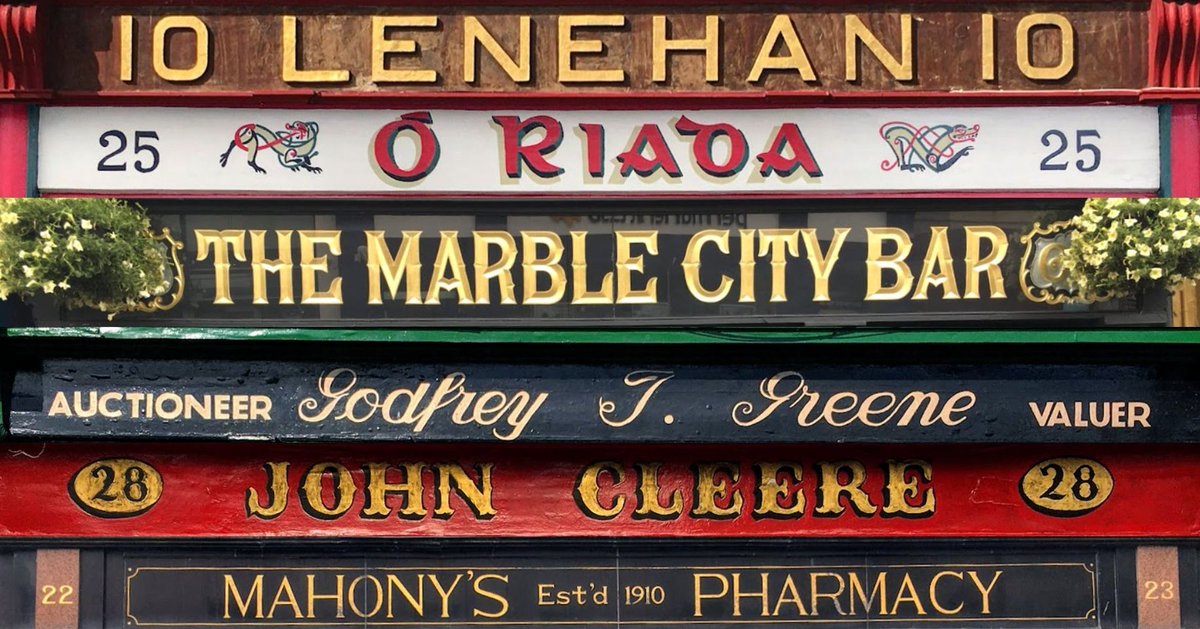 10 LENEHAN 10
25 Ó RIADA 25
THE MARBLE CITY BAR
AUCTIONEER Godfrey T. Greene VALUER
28 JOHN CLEERE 28
22 MAHONY'S Est'd 1910 PHARMACY 23